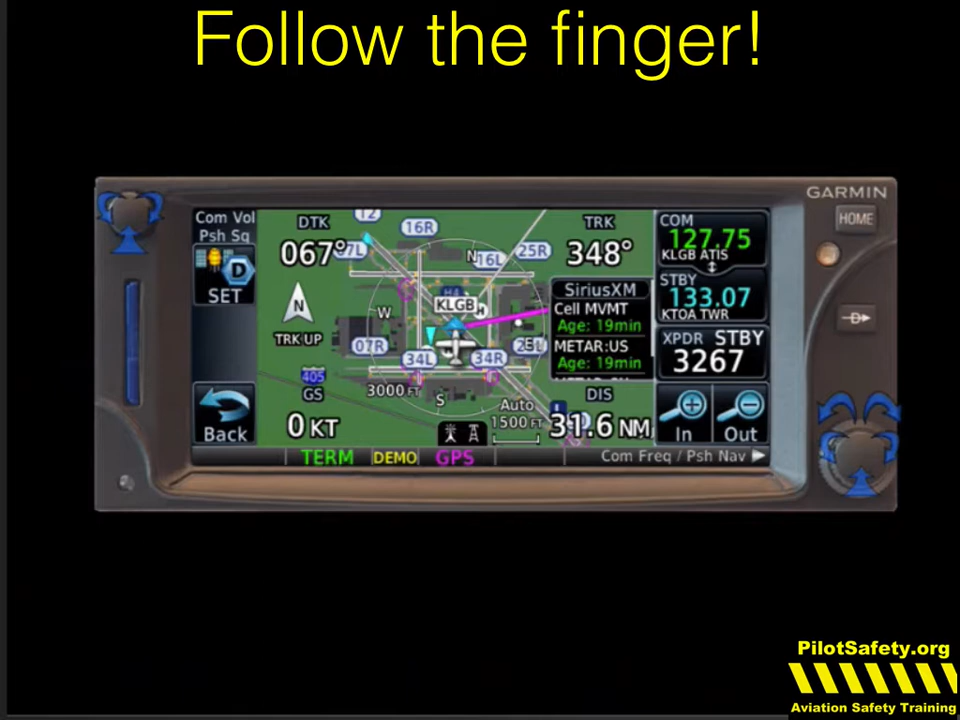 Follow the finger!
GARMIN
HOME
Com Vol
Psh Sq
SET
Back
DTK
067°
N
TRK UP
405
GS
0 KT
12
16R
07L
16L
25R
N
W
S
E
KLGB
H
07R
34L
34R
3000 FT
Auto
1500 FT
TRK
348°
SiriusXM
Cell MVMT
Age: 19min
METAR:US
Age: 19min
DIS
31.6 NM
COM
127.75
KLGB ATIS
STBY
133.07
KTOA TWR
XPDR STBY
3267
In
Out
D
TERM DEMO GPS Com Freq / Psh Nav
PilotSafety.org
Aviation Safety Training